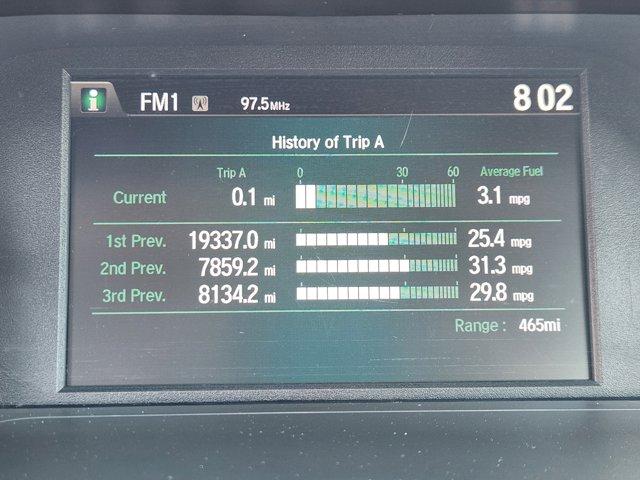 i FM1 97.5MHz 8 02
History of Trip A
Trip A 0 30 60 Average Fuel
Current 0.1 mi 3.1 mpg
1st Prev. 19337.0 mi 25.4 mpg
2nd Prev. 7859.2 mi 31.3 mpg
3rd Prev. 8134.2 mi 29.8 mpg
Range : 465mi